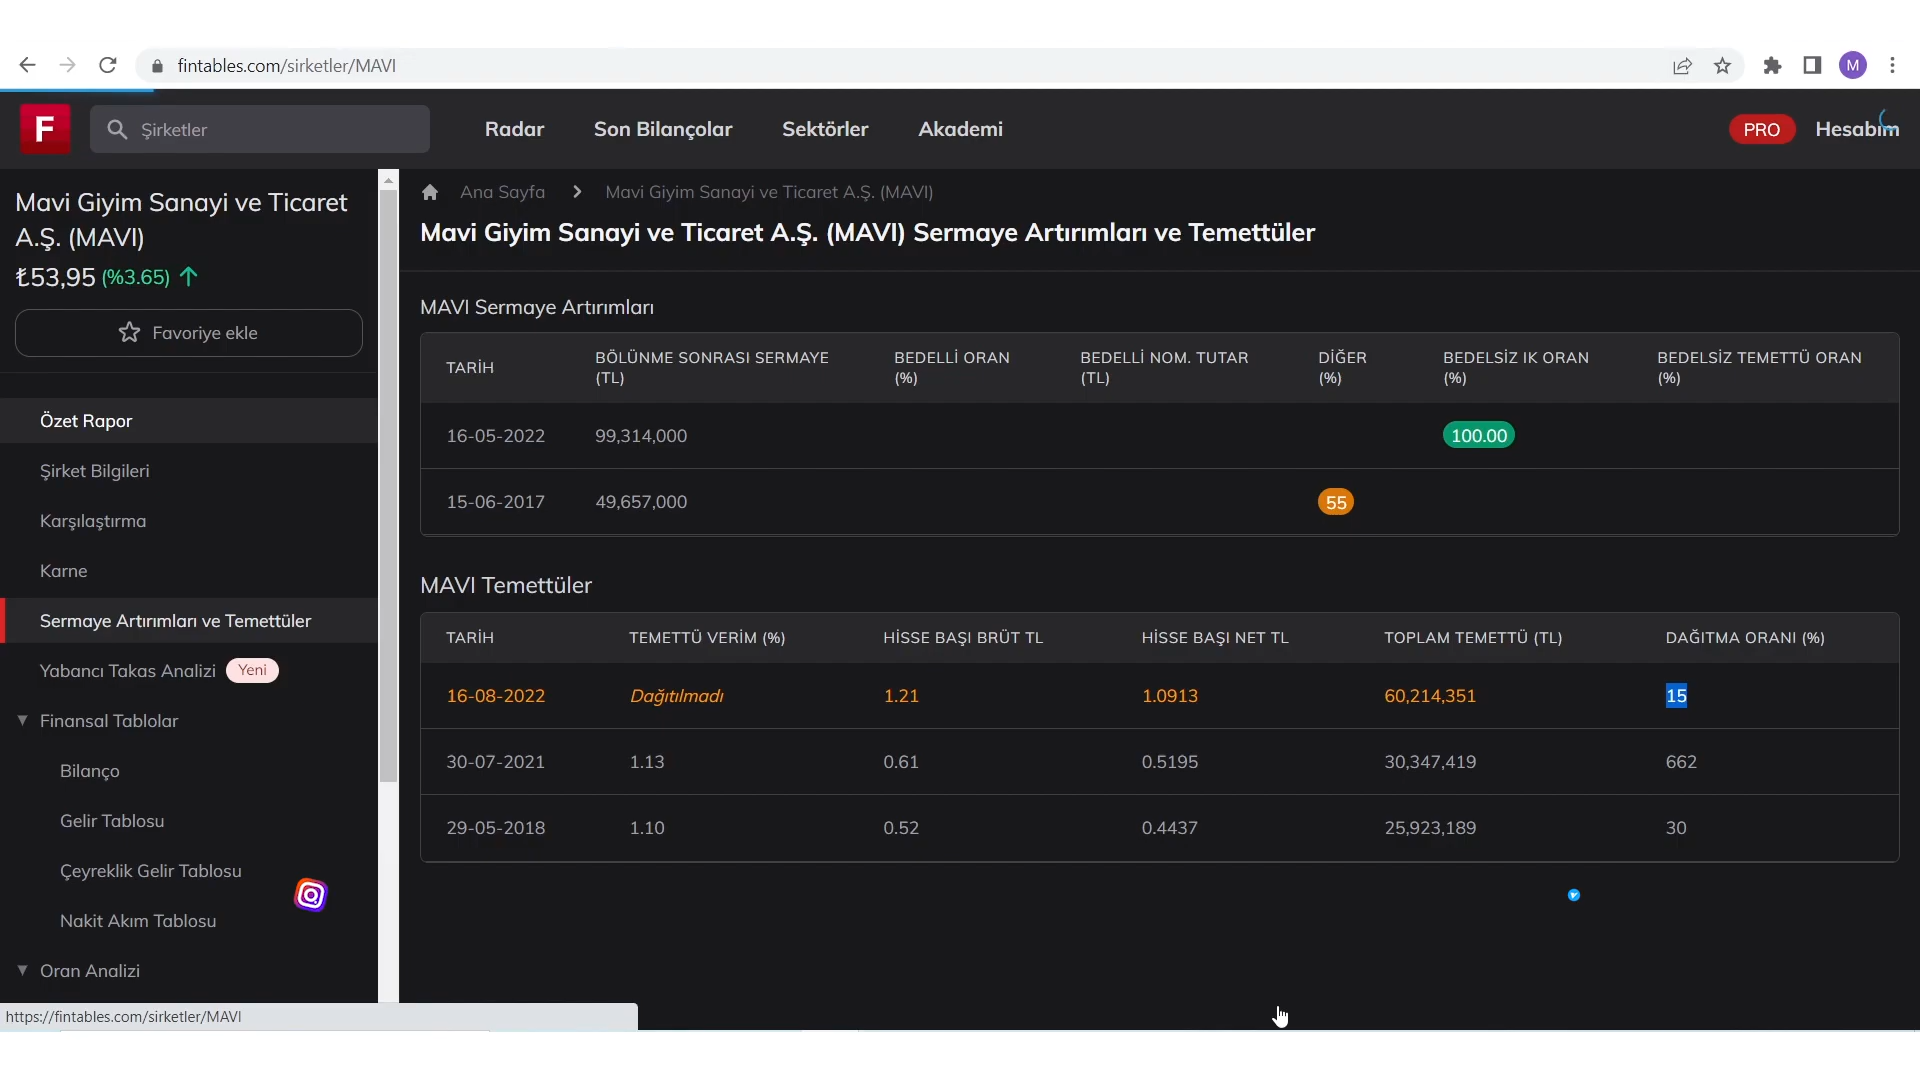 fintables.com/sirketler/MAVI
M
F
Şirketler
Radar
Son Bilançolar
Sektörler
Akademi
PRO
Hesabım
Mavi Giyim Sanayi ve Ticaret
A.Ş. (MAVI)
₺53,95 (%3.65)
Favoriye ekle
Özet Rapor
Şirket Bilgileri
Karşılaştırma
Karne
Sermaye Artırımları ve Temettüler
Yabancı Takas Analizi Yeni
Finansal Tablolar
Bilanço
Gelir Tablosu
Çeyreklik Gelir Tablosu
Nakit Akım Tablosu
Oran Analizi
https://fintables.com/sirketler/MAVI
Ana Sayfa Mavi Giyim Sanayi ve Ticaret A.Ş. (MAVI)
Mavi Giyim Sanayi ve Ticaret A.Ş. (MAVI) Sermaye Artırımları ve Temettüler
MAVI Sermaye Artırımları
TARİH BÖLÜNME SONRASI SERMAYE (TL) BEDELLİ ORAN (%) BEDELLİ NOM. TUTAR (TL) DİĞER (%) BEDELSİZ IK ORAN (%) BEDELSİZ TEMETTÜ ORAN (%)
16-05-2022 99,314,000 100.00
15-06-2017 49,657,000 55
MAVI Temettüler
TARİH TEMETTÜ VERİM (%) HİSSE BAŞI BRÜT TL HİSSE BAŞI NET TL TOPLAM TEMETTÜ (TL) DAĞITMA ORANI (%)
16-08-2022 Dağıtılmadı 1.21 1.0913 60,214,351 15
30-07-2021 1.13 0.61 0.5195 30,347,419 662
29-05-2018 1.10 0.52 0.4437 25,923,189 30